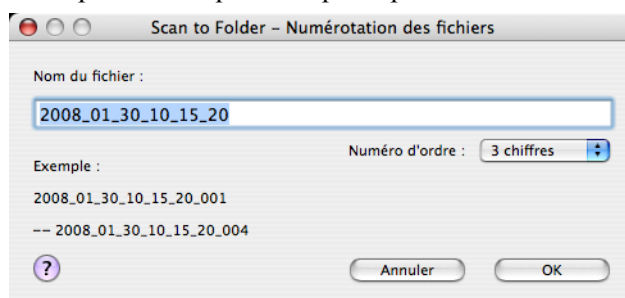 Scan to Folder – Numérotation des fichiers
Nom du fichier :
2008_01_30_10_15_20
Numéro d'ordre : 3 chiffres
Exemple :
2008_01_30_10_15_20_001
-- 2008_01_30_10_15_20_004
? Annuler OK